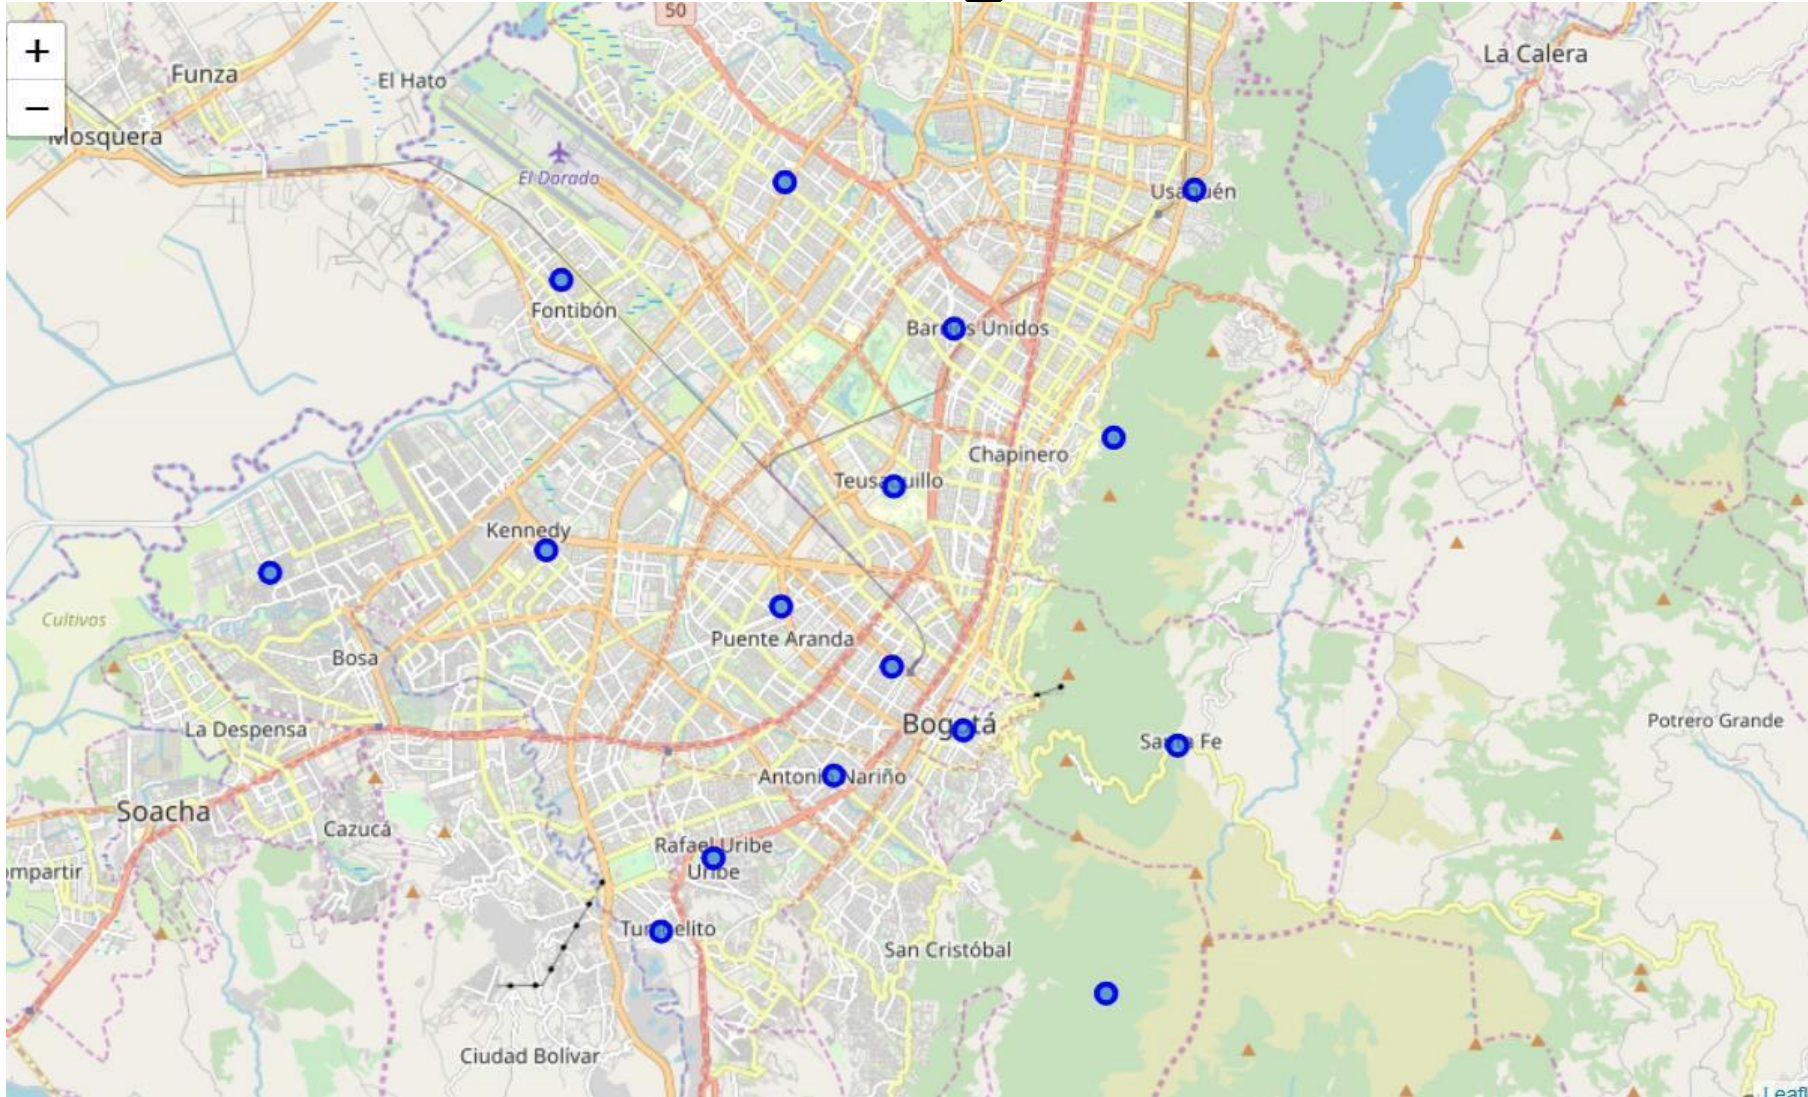 50
+
−
Funza
El Hato
La Calera
Mosquera
El Dorado
Usaquén
Fontibón
Barrios Unidos
Chapinero
Teusaquillo
Kennedy
Cultivos
Puente Aranda
Bosa
La Despensa
Bogotá
Santa Fe
Potrero Grande
Antonio Nariño
Soacha
Cazucá
Rafael Uribe
Uribe
ompartir
Tunjuelito
San Cristóbal
Ciudad Bolívar
Leafl